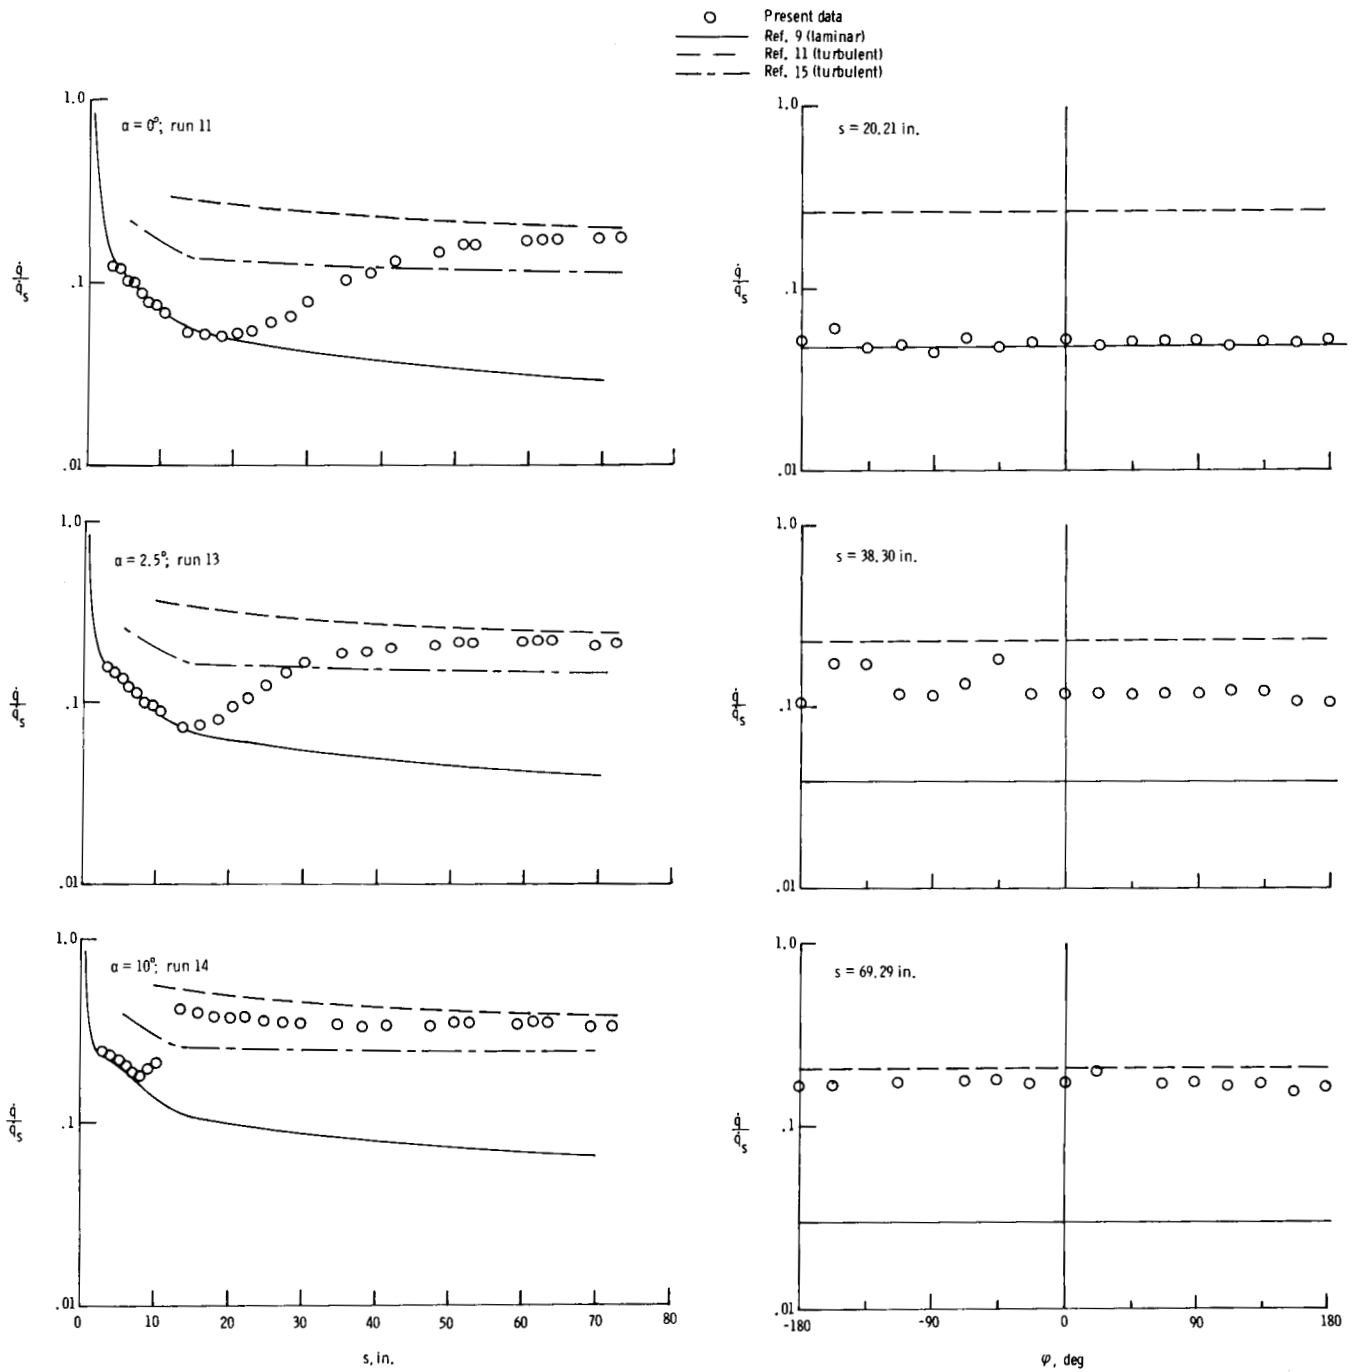 Present data
Ref. 9 (laminar)
Ref. 11 (turbulent)
Ref. 15 (turbulent)
1.0
α = 0°; run 11
.1
q̇
q̇s
.01
1.0
s = 20.21 in.
.1
q̇
q̇s
.01
1.0
α = 2.5°; run 13
.1
q̇
q̇s
.01
1.0
s = 38.30 in.
.1
q̇
q̇s
.01
1.0
α = 10°; run 14
.1
q̇
q̇s
.01
0 10 20 30 40 50 60 70 80
s, in.
1.0
s = 69.29 in.
.1
q̇
q̇s
.01
-180 -90 0 90 180
φ, deg